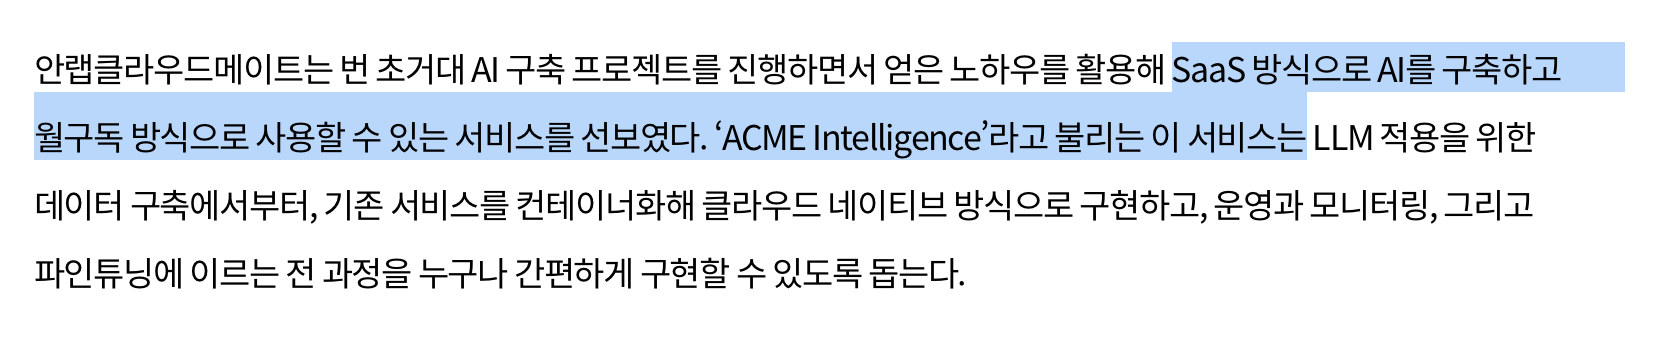 안랩클라우드메이트는 번 초거대 AI 구축 프로젝트를 진행하면서 얻은 노하우를 활용해 SaaS 방식으로 AI를 구축하고
월구독 방식으로 사용할 수 있는 서비스를 선보였다. ‘ACME Intelligence’라고 불리는 이 서비스는 LLM 적용을 위한
데이터 구축에서부터, 기존 서비스를 컨테이너화해 클라우드 네이티브 방식으로 구현하고, 운영과 모니터링, 그리고
파인튜닝에 이르는 전 과정을 누구나 간편하게 구현할 수 있도록 돕는다.